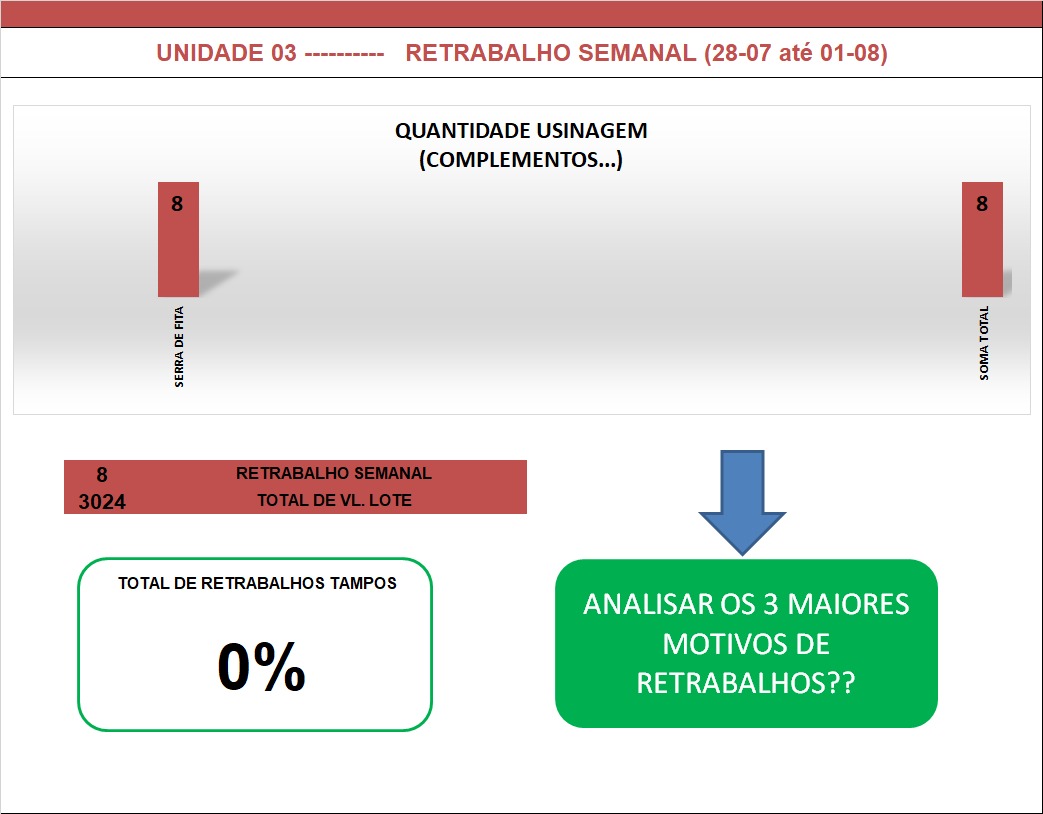 UNIDADE 03 ---------- RETRABALHO SEMANAL (28-07 até 01-08)
QUANTIDADE USINAGEM
(COMPLEMENTOS...)
8
8
SERRA DE FITA
SOMA TOTAL
8 RETRABALHO SEMANAL
3024 TOTAL DE VL. LOTE
TOTAL DE RETRABALHOS TAMPOS
0%
ANALISAR OS 3 MAIORES
MOTIVOS DE
RETRABALHOS??